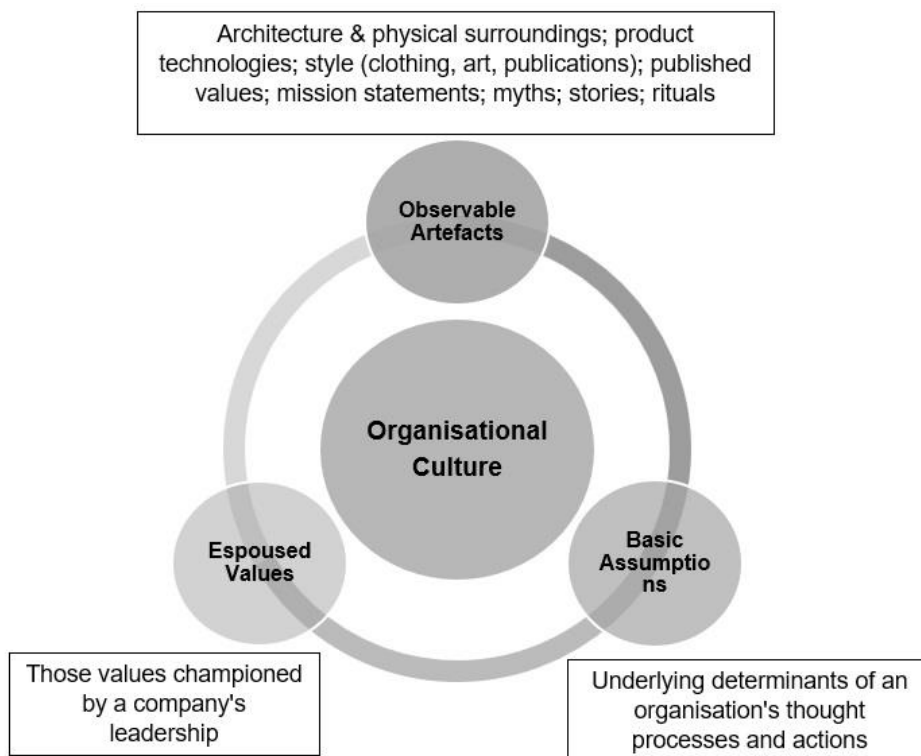 Architecture & physical surroundings; product
technologies; style (clothing, art, publications); published
values; mission statements; myths; stories; rituals
Observable
Artefacts
Organisational
Culture
Espoused
Values
Basic
Assumptio
ns
Those values championed
by a company's
leadership
Underlying determinants of an
organisation's thought
processes and actions